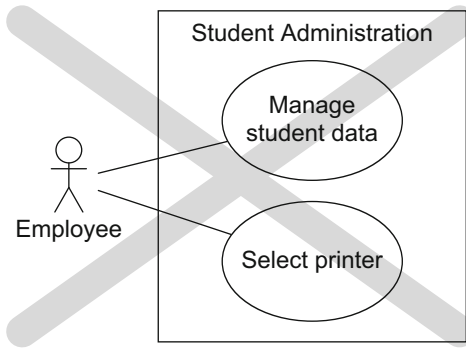 Student Administration
Manage
student data
Employee
Select printer